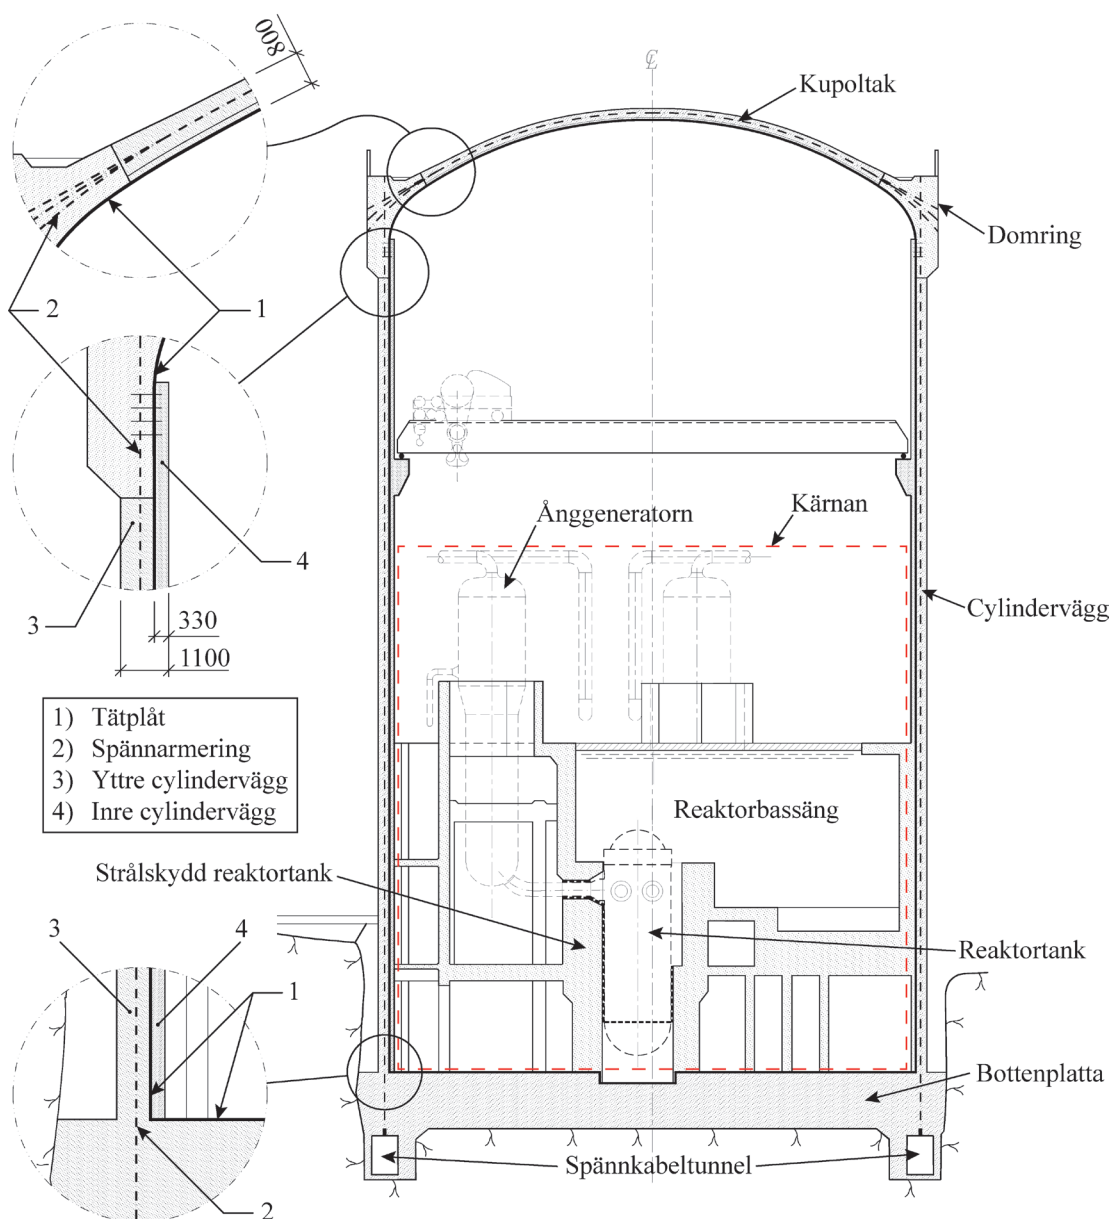 800
℄
Kupoltak
Domring
2
1
Ånggeneratorn
Kärnan
4
3
330
1100
Cylindervägg
1) Tätplåt
2) Spännarmering
3) Yttre cylindervägg
4) Inre cylindervägg
Reaktorbassäng
Strålskydd reaktortank
3
4
1
Reaktortank
Bottenplatta
Spännkabeltunnel
2